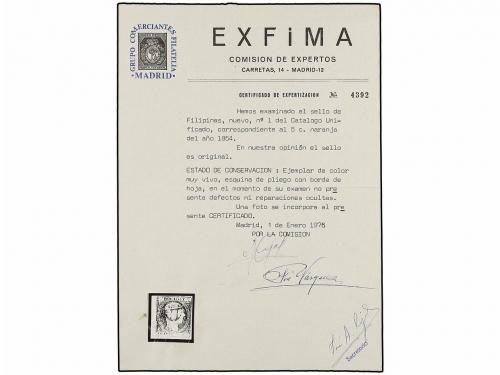 GRUPO COMERCIANTES FILATELIA
·MADRID·
EXFiMA
COMISION DE EXPERTOS
CARRETAS, 14 - MADRID-12
CERTIFICADO DE EXPERTIZACION № 4392
Hemos examinado el sello de
Filipinas, nuevo, nº 1 del Catalogo Uni-
ficado, correspondiente al 5 c. naranja
del año 1854.
En nuestra opinión el sello
es original.
ESTADO DE CONSERVACION : Ejemplar de color
muy vivo, esquina de pliego con borde de
hoja, en el momento de su examen no pre
sente defectos ni reparaciones ocultas.
Una foto se incorpora al pre
sente CERTIFICADO.
Madrid, 1 de Enero 1976
POR LA COMISION
Vázquez
Secretario